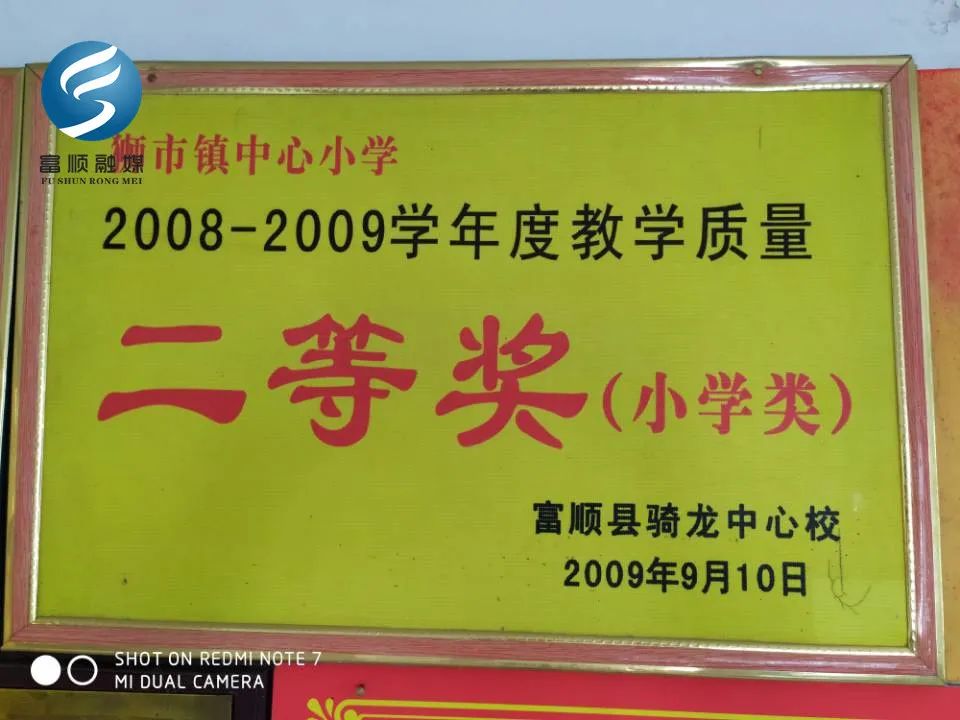 富顺融媒
FU SHUN RONG MEI
狮市镇中心小学
2008-2009学年度教学质量
二等奖(小学类)
富顺县骑龙中心校
2009年9月10日
SHOT ON REDMI NOTE 7
MI DUAL CAMERA